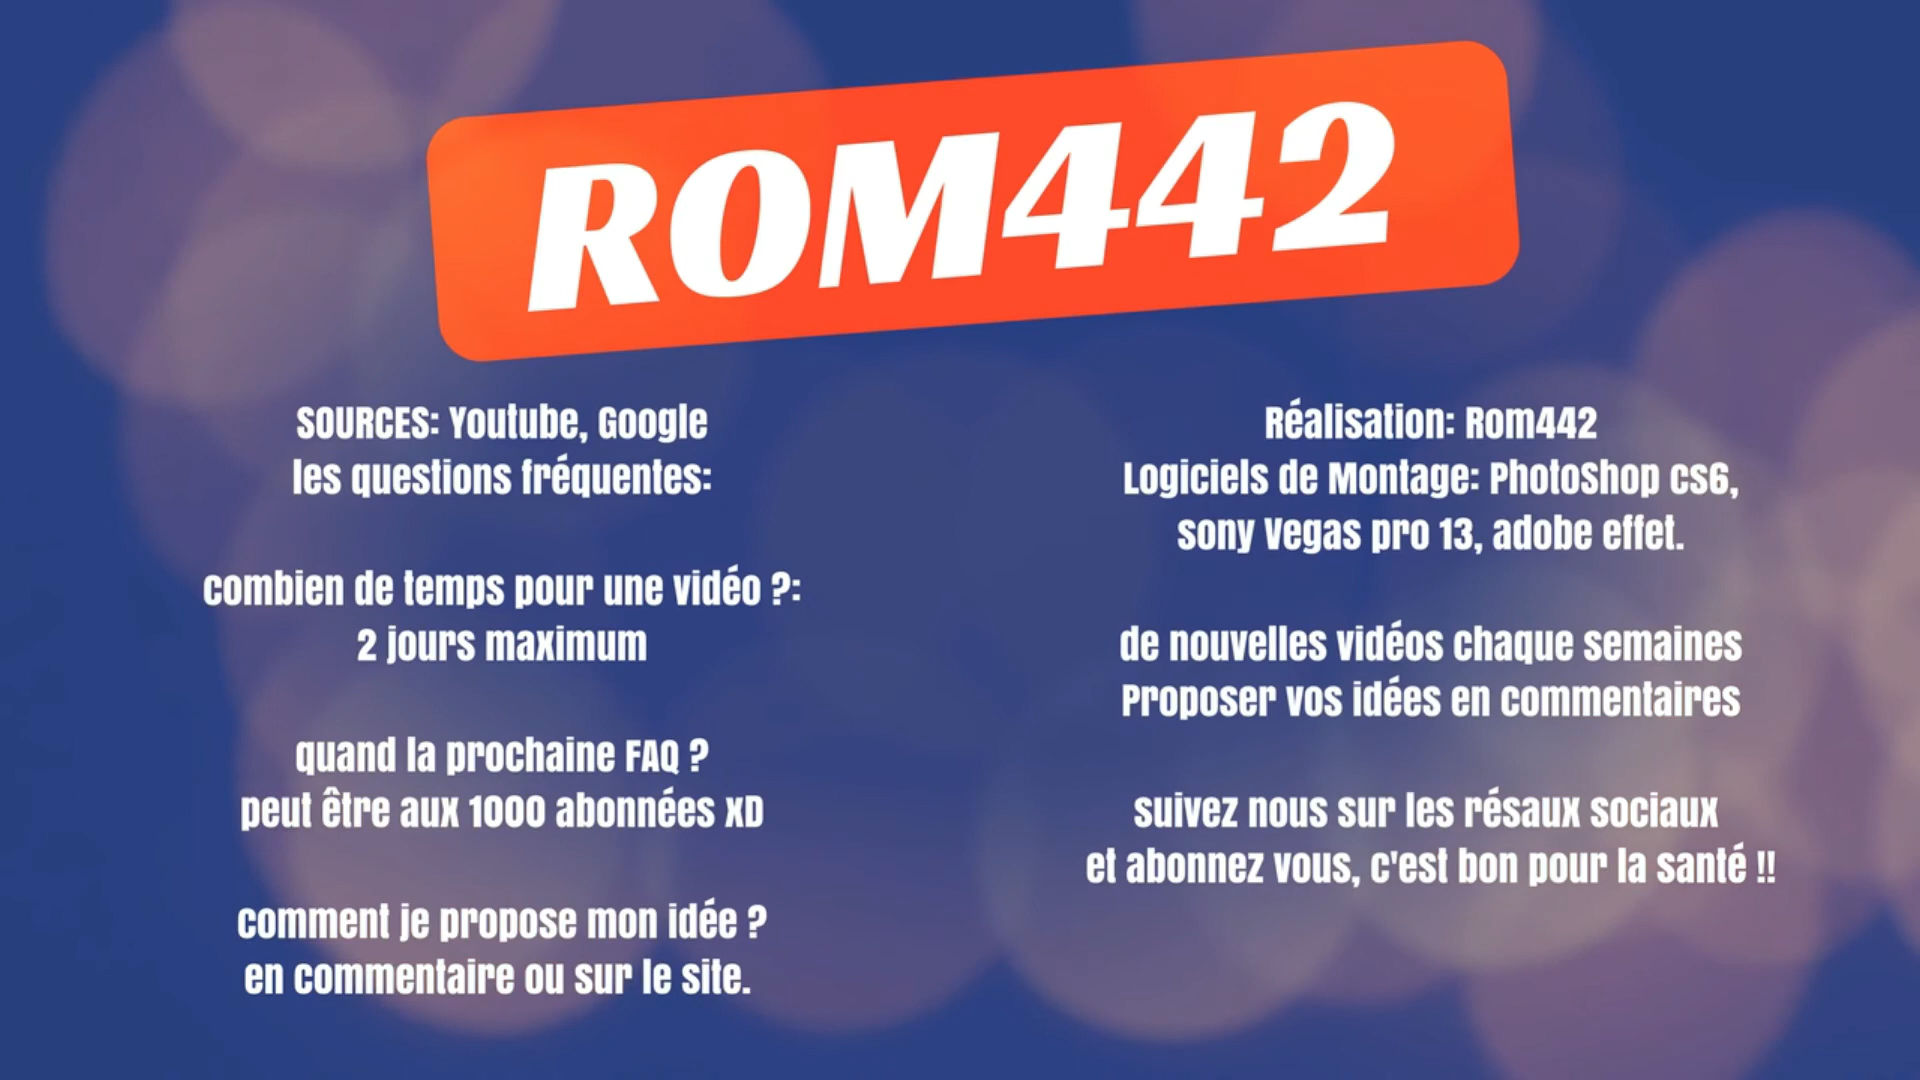 ROM442
SOURCES: Youtube, Google
les questions fréquentes:
combien de temps pour une vidéo ?:
2 jours maximum
quand la prochaine FAQ ?
peut être aux 1000 abonnées XD
comment je propose mon idée ?
en commentaire ou sur le site.
Réalisation: Rom442
Logiciels de Montage: PhotoShop cs6,
sony Vegas pro 13, adobe effet.
de nouvelles vidéos chaque semaines
Proposer vos idées en commentaires
suivez nous sur les résaux sociaux
et abonnez vous, c'est bon pour la santé !!